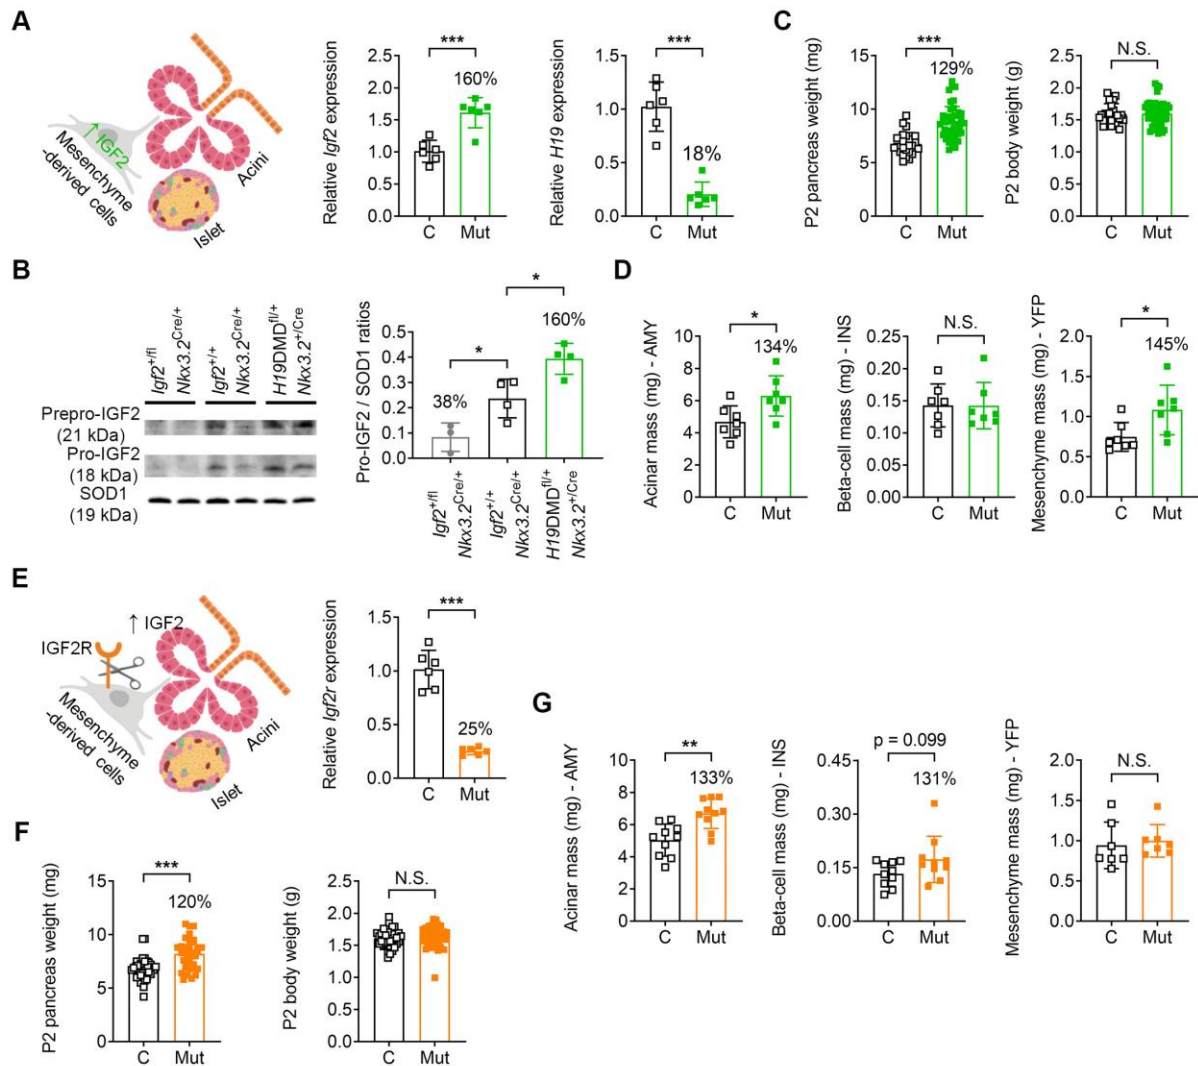 A
↑ IGF2
Mesenchyme
-derived cells
Acini
Islet
Relative Igf2 expression
2.5
2.0
1.5
1.0
0.5
0.0
***
160%
C Mut
Relative H19 expression
1.5
1.0
0.5
0.0
***
18%
C Mut
C
P2 pancreas weight (mg)
15
10
5
0
***
129%
C Mut
P2 body weight (g)
2.5
2.0
1.5
1.0
0.5
0.0
N.S.
C Mut
B
Igf2+/fl
Nkx3.2Cre/+
Igf2+/+
Nkx3.2Cre/+
H19DMDfl/+
Nkx3.2+/Cre
Prepro-IGF2
(21 kDa)
Pro-IGF2
(18 kDa)
SOD1
(19 kDa)
Pro-IGF2 / SOD1 ratios
0.5
0.4
0.3
0.2
0.1
0.0
*
*
38%
160%
Igf2+/fl
Nkx3.2Cre/+
Igf2+/+
Nkx3.2Cre/+
H19DMDfl/+
Nkx3.2+/Cre
D
Acinar mass (mg) - AMY
10
8
6
4
2
0
*
134%
C Mut
Beta-cell mass (mg) - INS
0.25
0.20
0.15
0.10
0.05
0.00
N.S.
C Mut
Mesenchyme mass (mg) - YFP
2.0
1.5
1.0
0.5
0.0
*
145%
C Mut
E
↑ IGF2
IGF2R
Mesenchyme
-derived cells
Acini
Islet
Relative Igf2r expression
1.5
1.0
0.5
0.0
***
25%
C Mut
F
P2 pancreas weight (mg)
15
10
5
0
***
120%
C Mut
P2 body weight (g)
2.5
2.0
1.5
1.0
0.5
0.0
N.S.
C Mut
G
Acinar mass (mg) - AMY
10
8
6
4
2
0
**
133%
C Mut
Beta-cell mass (mg) - INS
0.45
0.30
0.15
0.00
p = 0.099
131%
C Mut
Mesenchyme mass (mg) - YFP
2.0
1.5
1.0
0.5
0.0
N.S.
C Mut